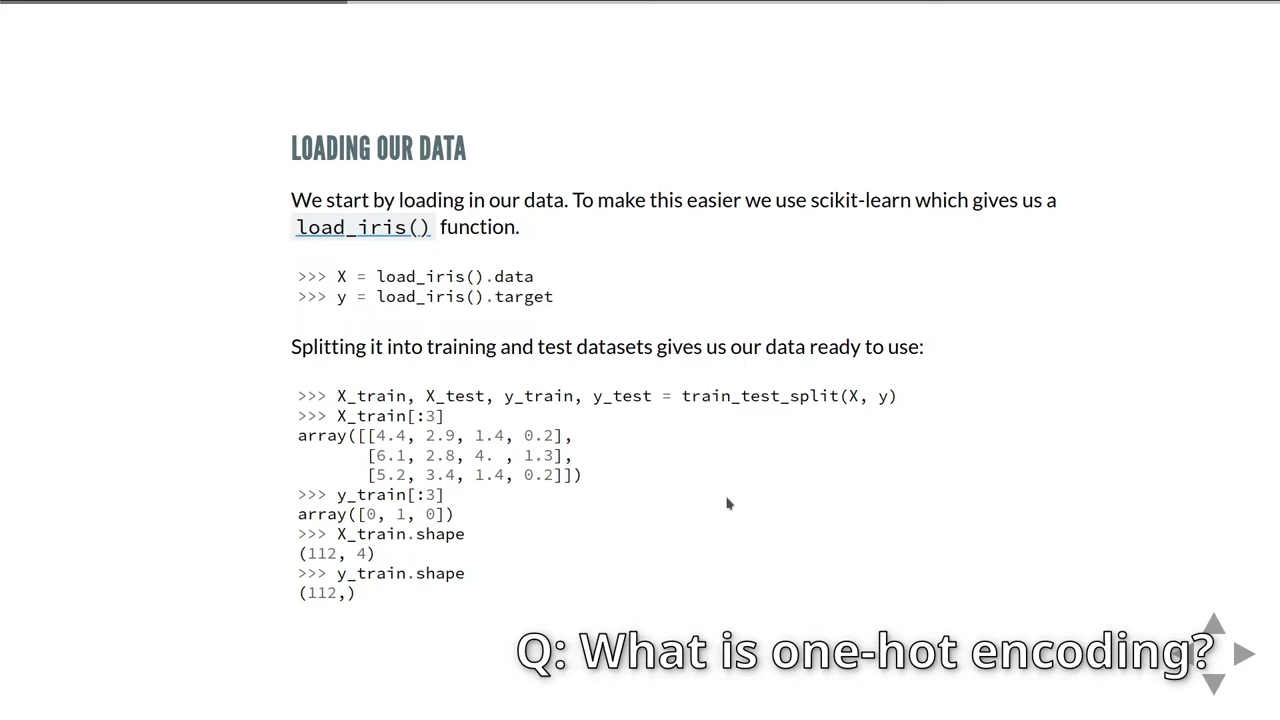 LOADING OUR DATA
We start by loading in our data. To make this easier we use scikit-learn which gives us a
load_iris() function.
>>> X = load_iris().data
>>> y = load_iris().target
Splitting it into training and test datasets gives us our data ready to use:
>>> X_train, X_test, y_train, y_test = train_test_split(X, y)
>>> X_train[:3]
array([[4.4, 2.9, 1.4, 0.2],
       [6.1, 2.8, 4. , 1.3],
       [5.2, 3.4, 1.4, 0.2]])
>>> y_train[:3]
array([0, 1, 0])
>>> X_train.shape
(112, 4)
>>> y_train.shape
(112,)
Q: What is one-hot encoding?